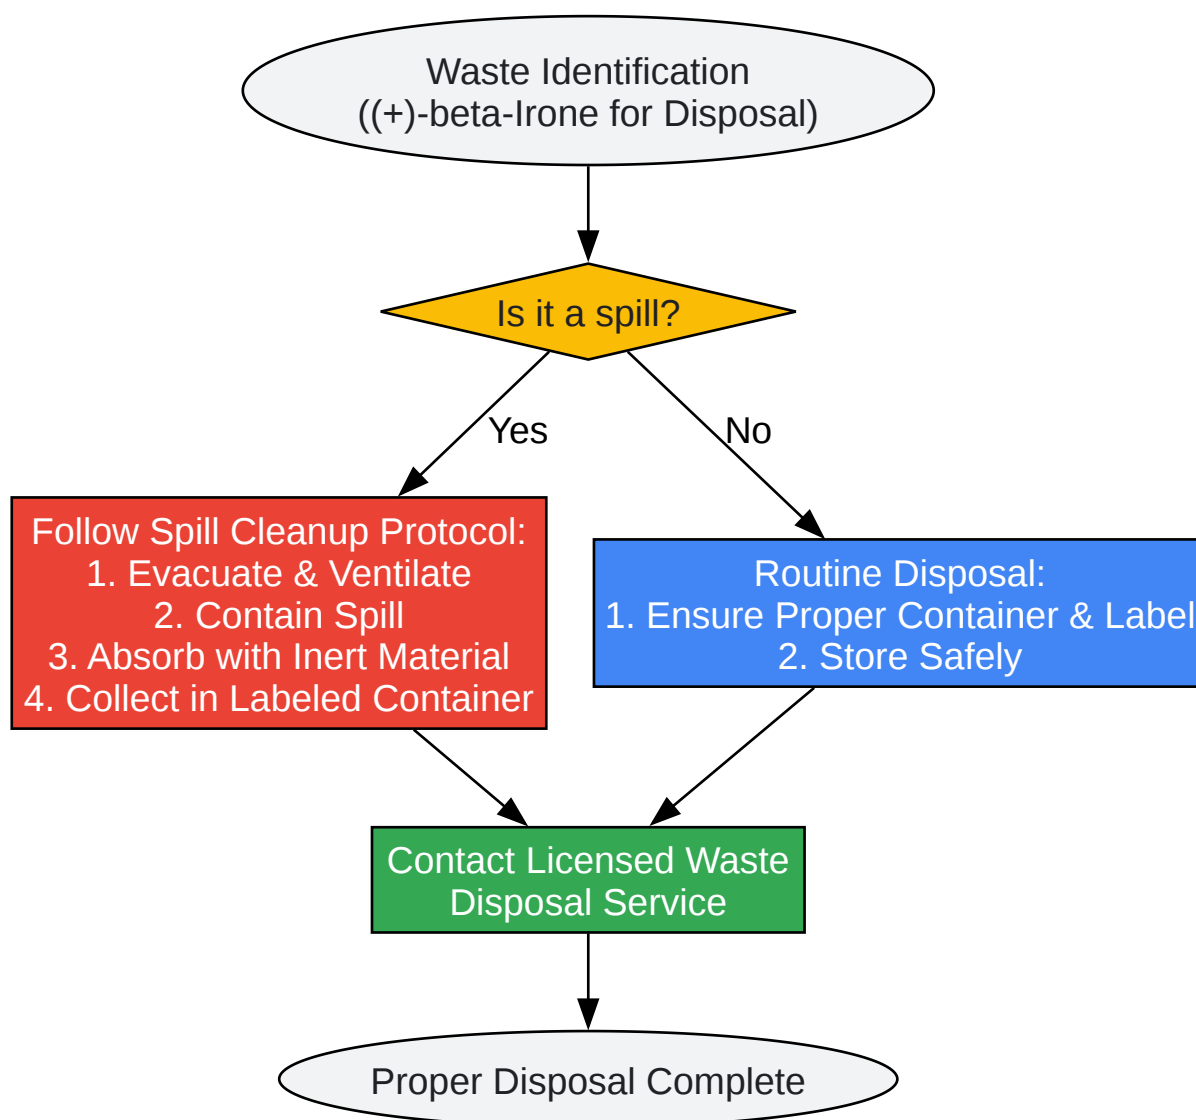 Waste Identification
((+)-beta-Irone for Disposal)
Is it a spill?
Yes
No
Follow Spill Cleanup Protocol:
1. Evacuate & Ventilate
2. Contain Spill
3. Absorb with Inert Material
4. Collect in Labeled Container
Routine Disposal:
1. Ensure Proper Container & Label
2. Store Safely
Contact Licensed Waste
Disposal Service
Proper Disposal Complete